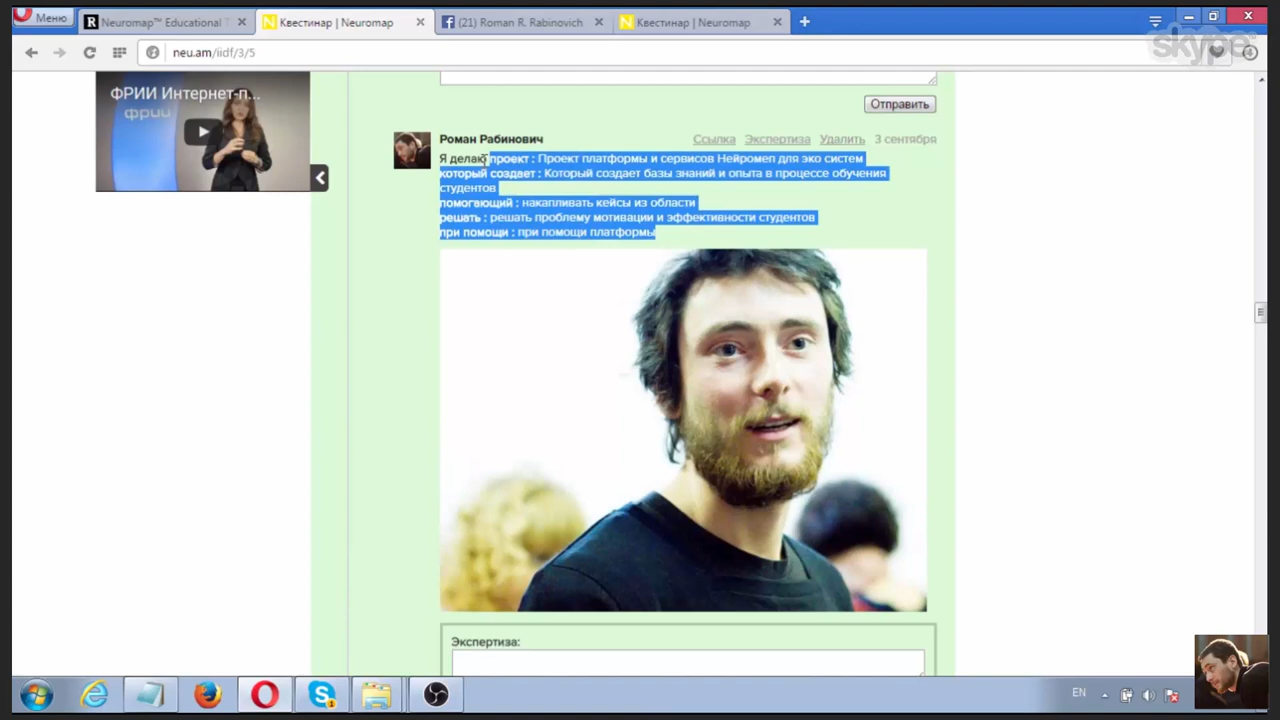 Меню
Neuromap™ Educational T
Квестинар | Neuromap
(21) Roman R. Rabinovich
Квестинар | Neuromap
neu.am/iidf/3/5
skype
4
ФРИИ Интернет-п...
фрии
Отправить
Роман Рабинович
Ссылка Экспертиза Удалить 3 сентября
Я делаю проект : Проект платформы и сервисов Нейромеп для эко систем
который создает : Который создает базы знаний и опыта в процессе обучения
студентов
помогающий : накапливать кейсы из области
решать : решать проблему мотивации и эффективности студентов
при помощи : при помощи платформы
Экспертиза:
EN